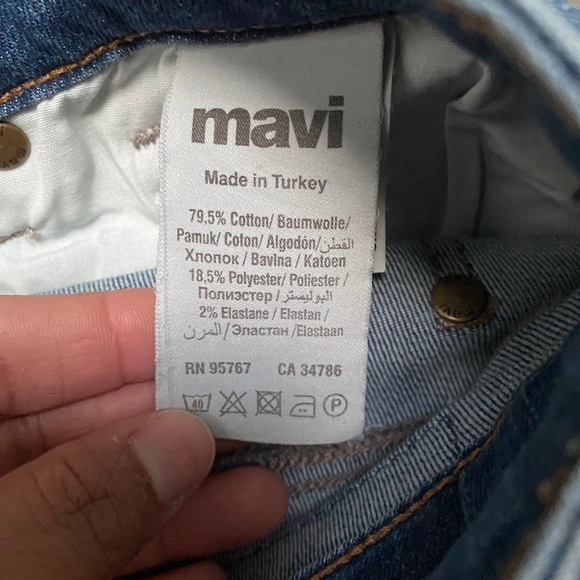 mavi
Made in Turkey
79,5% Cotton/ Baumwolle/
Pamuk/ Coton/ Algodón/القطن
Хлопок / Bavlna / Katoen
18,5% Polyester/ Poliester /
Полиэстер / البوليستر/
2% Elastane / Elastan /
المرن/ Эластан /Elastaan
RN 95767 CA 34786
40 P